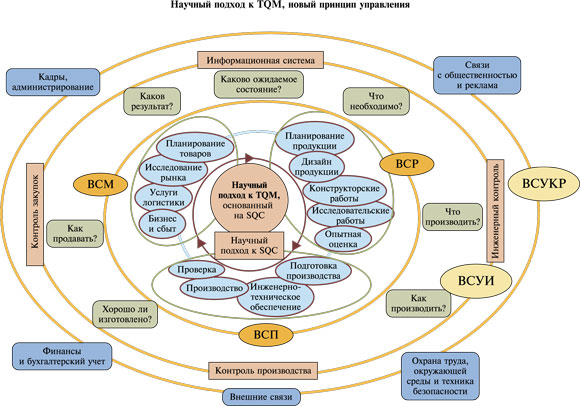 Научный подход к TQM, новый принцип управления
Кадры,
администрирование
Информационная система
Связи
с общественностью
и реклама
Каков
результат?
Каково ожидаемое
состояние?
Что
необходимо?
Планирование
товаров
Исследование
рынка
Услуги
логистики
Бизнес
и сбыт
Планирование
продукции
Дизайн
продукции
Конструкторские
работы
Исследовательские
работы
Опытная
оценка
ВСМ
ВСР
ВСУКР
Научный
подход к TQM,
основанный
на SQC
Научный
подход к SQC
Контроль закупок
Инженерный контроль
Как
продавать?
Что
производить?
Проверка
Производство
Инженерно-
техническое
обеспечение
Подготовка
производства
ВСУИ
Хорошо ли
изготовлено?
Как
производить?
ВСП
Финансы
и бухгалтерский учет
Контроль производства
Внешние связи
Охрана труда,
окружающей
среды и техника
безопасности